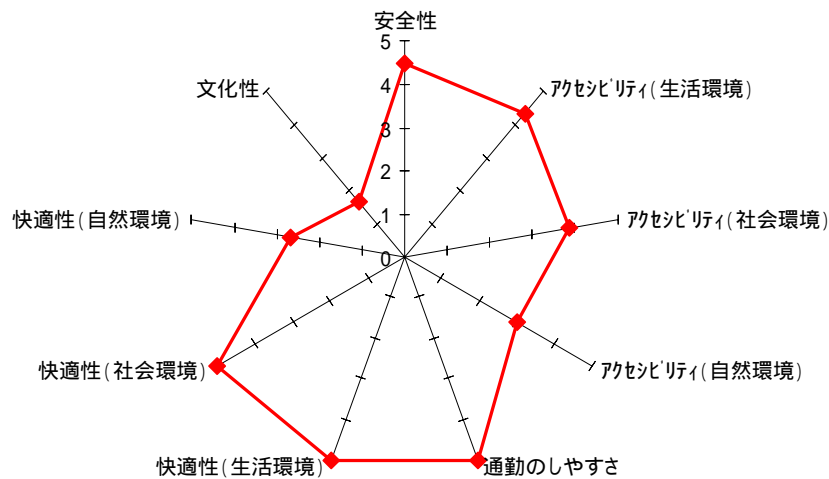 安全性
5
4
3
2
1
0
ｱｸｾｼﾋﾞﾘﾃｨ(生活環境)
ｱｸｾｼﾋﾞﾘﾃｨ(社会環境)
ｱｸｾｼﾋﾞﾘﾃｨ(自然環境)
通勤のしやすさ
快適性(生活環境)
快適性(社会環境)
快適性(自然環境)
文化性